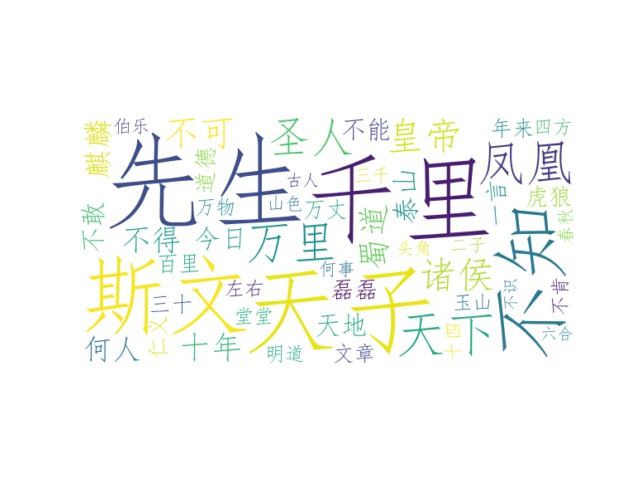 伯乐
不可
圣人
不能
皇帝
年来
四方
麒麟
先生
千里
凤凰
道德
古人
三千
泰山
一言
虎狼
不敢
万物
山色
万丈
春秋
不得
今日
万里
蜀道
头角
二子
不知
百里
何事
诸侯
斯文
天子
三十
左右
磊磊
玉山
不识
不肯
仁义
堂堂
天地
天下
十四
六合
何人
十年
明道
文章